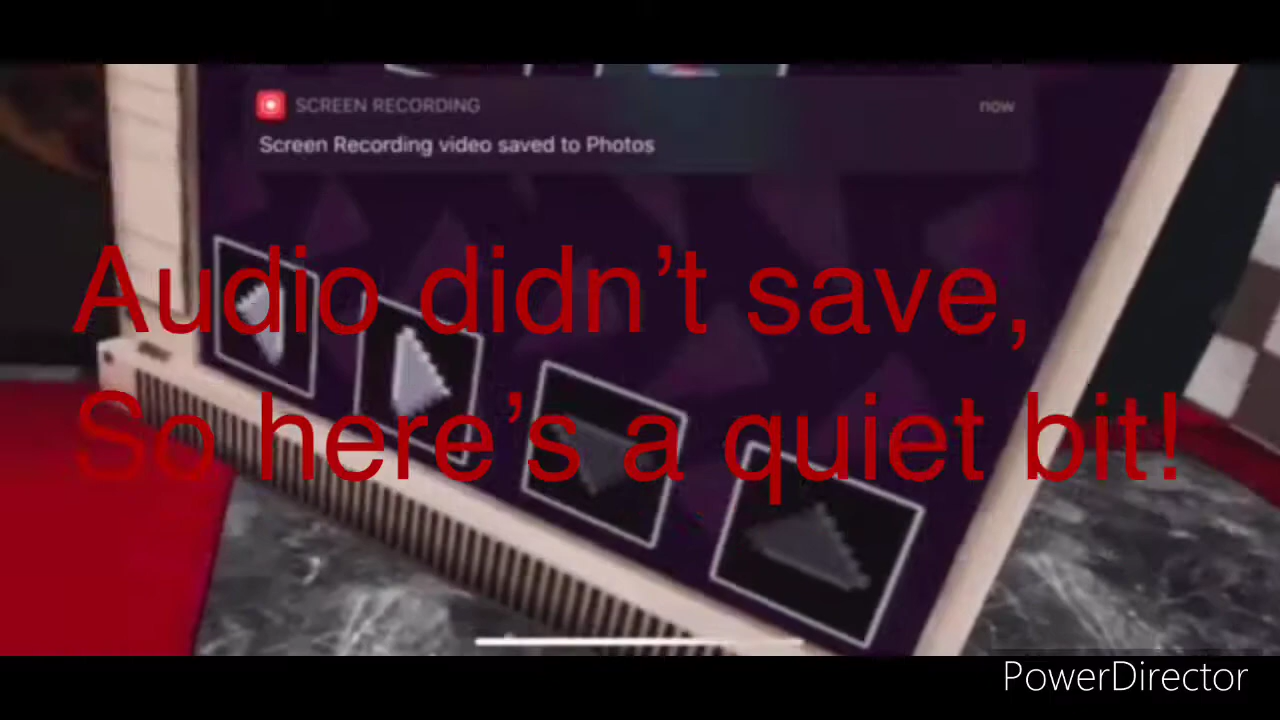 SCREEN RECORDING
now
Screen Recording video saved to Photos
Audio didn’t save,
So here’s a quiet bit!
PowerDirector